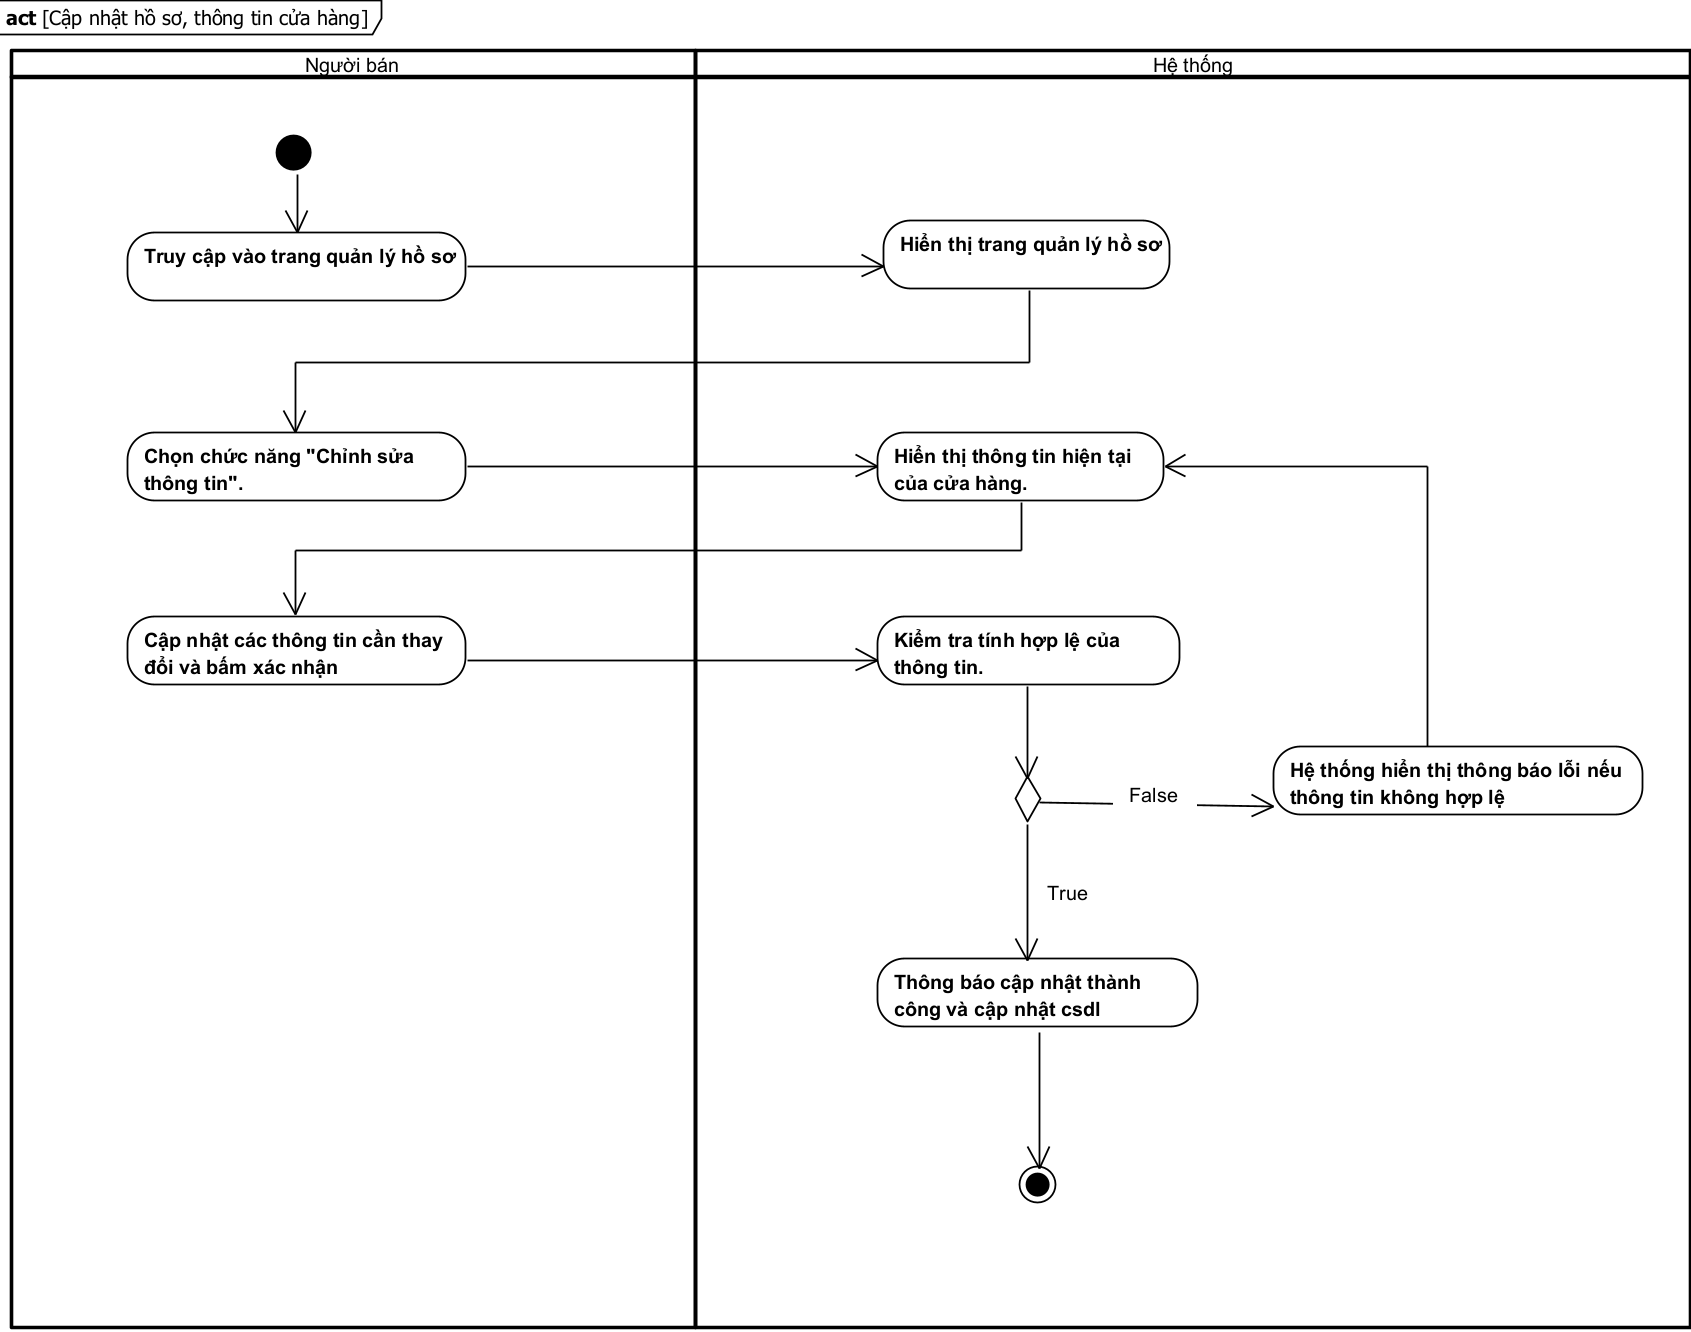 act [Cập nhật hồ sơ, thông tin cửa hàng]
Người bán
Hệ thống
Truy cập vào trang quản lý hồ sơ
Hiển thị trang quản lý hồ sơ
Chọn chức năng "Chỉnh sửa
thông tin".
Hiển thị thông tin hiện tại
của cửa hàng.
Cập nhật các thông tin cần thay
đổi và bấm xác nhận
Kiểm tra tính hợp lệ của
thông tin.
False
Hệ thống hiển thị thông báo lỗi nếu
thông tin không hợp lệ
True
Thông báo cập nhật thành
công và cập nhật csdl